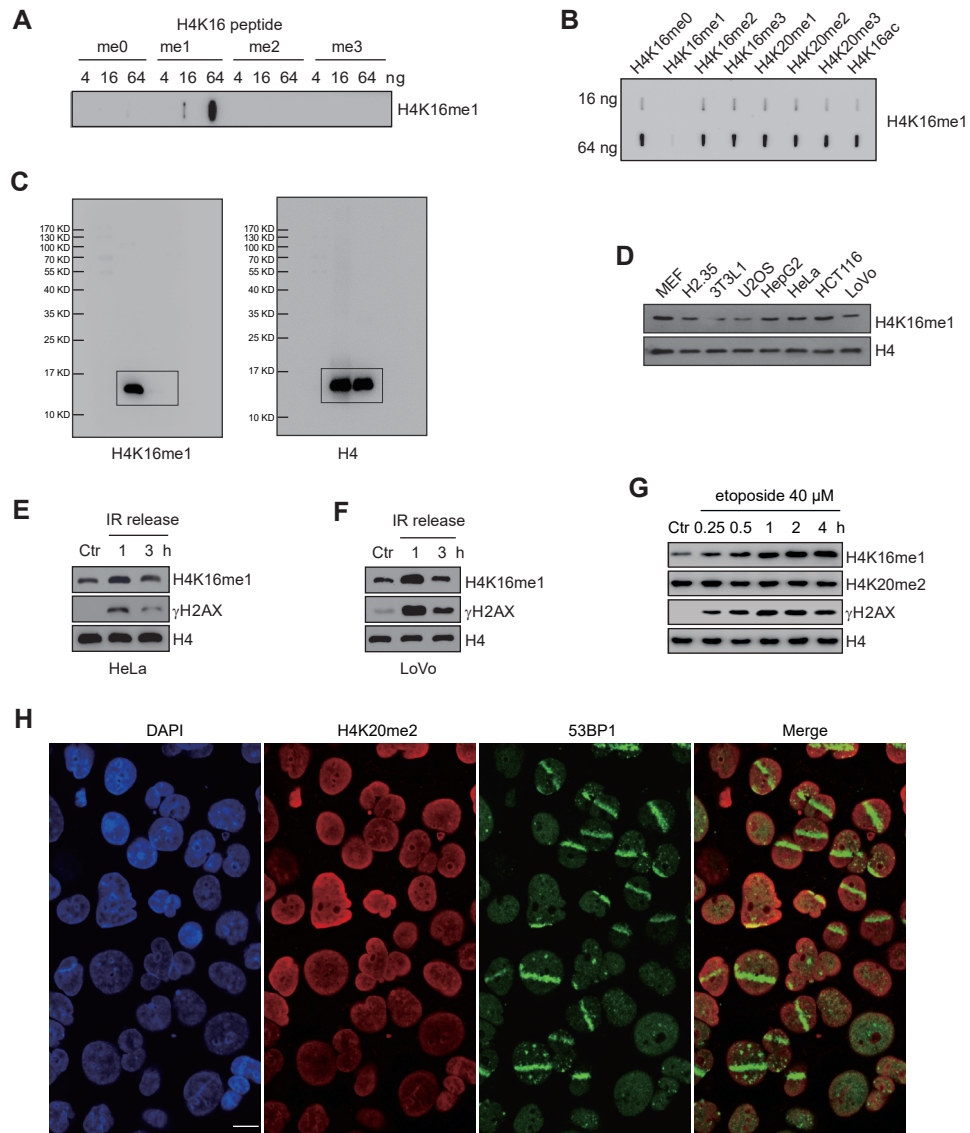 A
H4K16 peptide
me0 me1 me2 me3
4 16 64 4 16 64 4 16 64 4 16 64 ng
H4K16me1
B
H4K16me0 H4K16me1 H4K16me2 H4K16me3 H4K20me1 H4K20me2 H4K20me3 H4K16ac
16 ng
64 ng
H4K16me1
C
170 KD
130 KD
100 KD
70 KD
55 KD
40 KD
35 KD
25 KD
17 KD
10 KD
H4K16me1
170 KD
130 KD
100 KD
70 KD
55 KD
40 KD
35 KD
25 KD
17 KD
10 KD
H4
D
MEF H2.35 3T3L1 U2OS HepG2 HeLa HCT116 LoVo
H4K16me1
H4
E
IR release
Ctr 1 3 h
H4K16me1
γH2AX
H4
HeLa
F
IR release
Ctr 1 3 h
H4K16me1
γH2AX
H4
LoVo
G
etoposide 40 μM
Ctr 0.25 0.5 1 2 4 h
H4K16me1
H4K20me2
γH2AX
H4
H
DAPI H4K20me2 53BP1 Merge